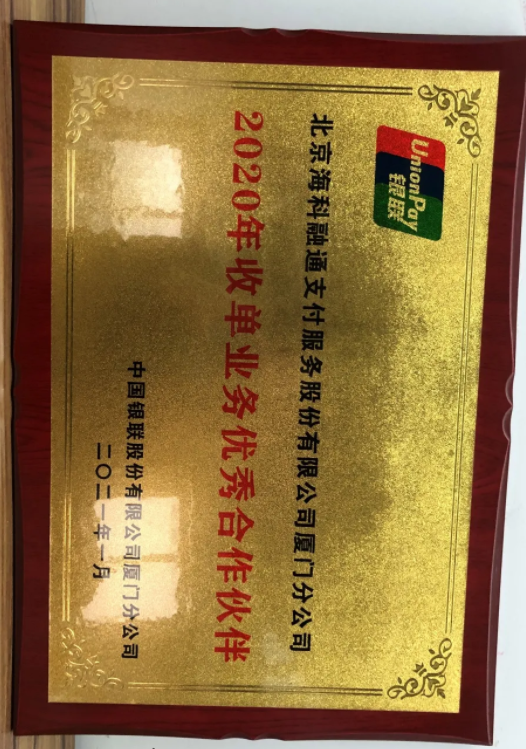 UnionPay
银联
北京海科融通支付服务股份有限公司厦门分公司
2020年收单业务优秀合作伙伴
中国银联股份有限公司厦门分公司
二〇二一年一月